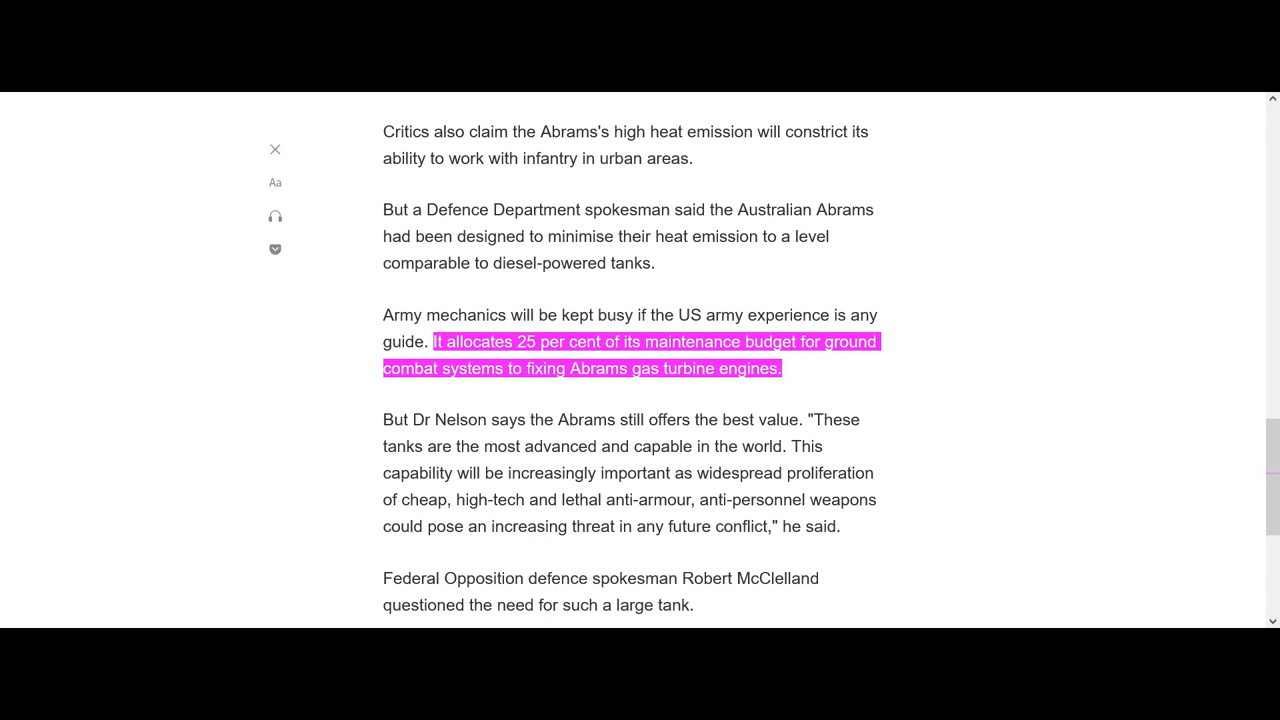 Critics also claim the Abrams's high heat emission will constrict its
ability to work with infantry in urban areas.
Aa
But a Defence Department spokesman said the Australian Abrams
had been designed to minimise their heat emission to a level
comparable to diesel-powered tanks.
Army mechanics will be kept busy if the US army experience is any
guide. It allocates 25 per cent of its maintenance budget for ground
combat systems to fixing Abrams gas turbine engines.
But Dr Nelson says the Abrams still offers the best value. "These
tanks are the most advanced and capable in the world. This
capability will be increasingly important as widespread proliferation
of cheap, high-tech and lethal anti-armour, anti-personnel weapons
could pose an increasing threat in any future conflict," he said.
Federal Opposition defence spokesman Robert McClelland
questioned the need for such a large tank.